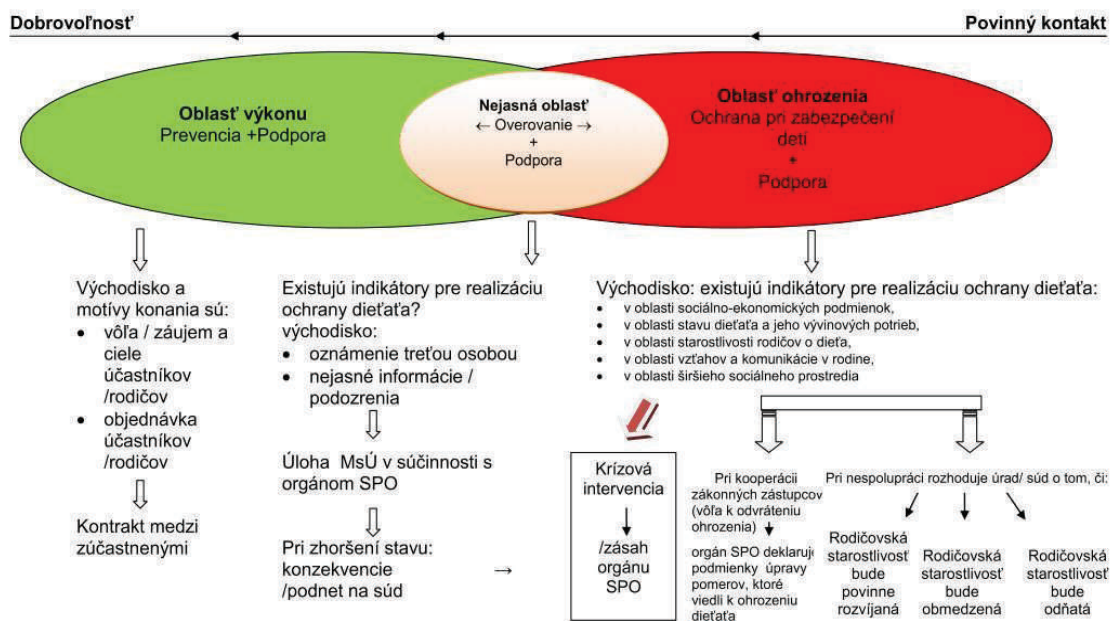 Dobrovoľnosť
Povinný kontakt
Oblasť výkonu
Prevencia +Podpora
Nejasná oblasť
← Overovanie →
+
Podpora
Oblasť ohrozenia
Ochrana pri zabezpečení
detí
+
Podpora
Východisko a
motívy konania sú:
• vôľa / záujem a
ciele
účastníkov
/rodičov
• objednávka
účastníkov
/rodičov
Kontrakt medzi
zúčastnenými
Existujú indikátory pre realizáciu
ochrany dieťaťa?
východisko:
• oznámenie treťou osobou
• nejasné informácie /
podozrenia
Úloha MsÚ v súčinnosti s
orgánom SPO
Pri zhoršení stavu:
konzekvencie
/podnet na súd
→
Východisko: existujú indikátory pre realizáciu ochrany dieťaťa:
• v oblasti sociálno-ekonomických podmienok,
• v oblasti stavu dieťaťa a jeho vývinových potrieb,
• v oblasti starostlivosti rodičov o dieťa,
• v oblasti vzťahov a komunikácie v rodine,
• v oblasti širšieho sociálneho prostredia
Krízová
intervencia
/zásah
orgánu
SPO
Pri kooperácii
zákonných zástupcov
(vôľa k odvráteniu
ohrozenia)
orgán SPO deklaruje
podmienky úpravy
pomerov, ktoré
viedli k ohrozeniu
dieťaťa
Pri nespolupráci rozhoduje úrad/ súd o tom, či:
Rodičovská
starostlivosť
bude
povinne
rozvíjaná
Rodičovská
starostlivosť
bude
obmedzená
Rodičovská
starostlivosť
bude
odňatá